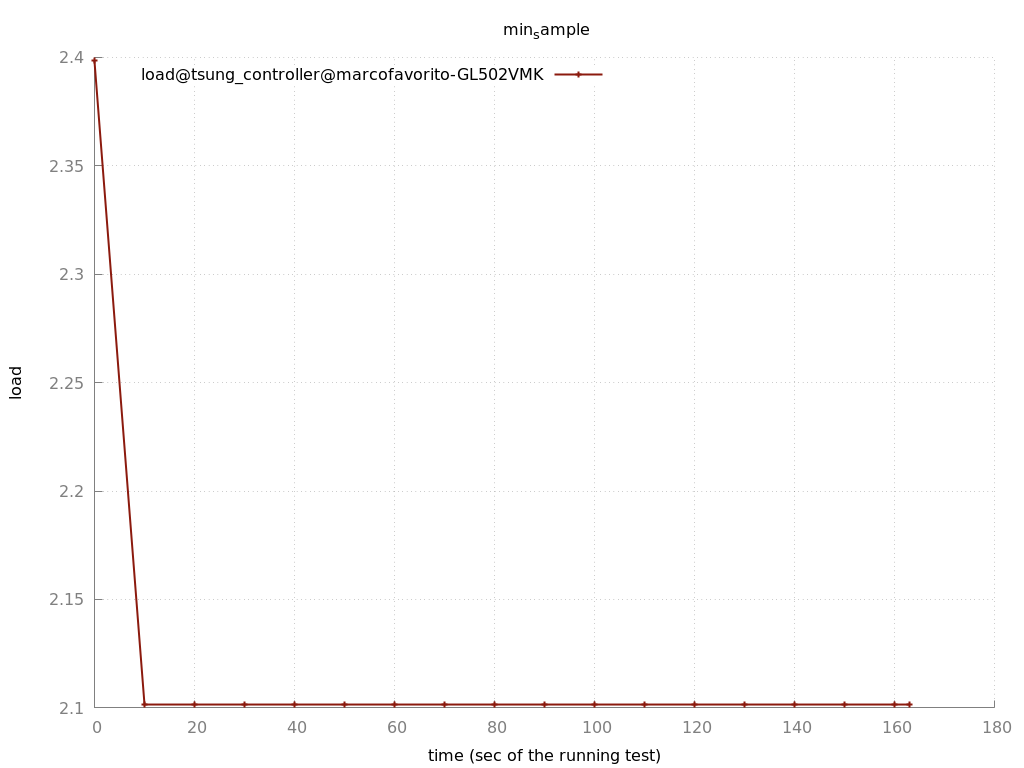 min_sample
load@tsung_controller@marcofavorito-GL502VMK
2.4
2.35
2.3
2.25
2.2
2.15
2.1
load
0 20 40 60 80 100 120 140 160 180
time (sec of the running test)